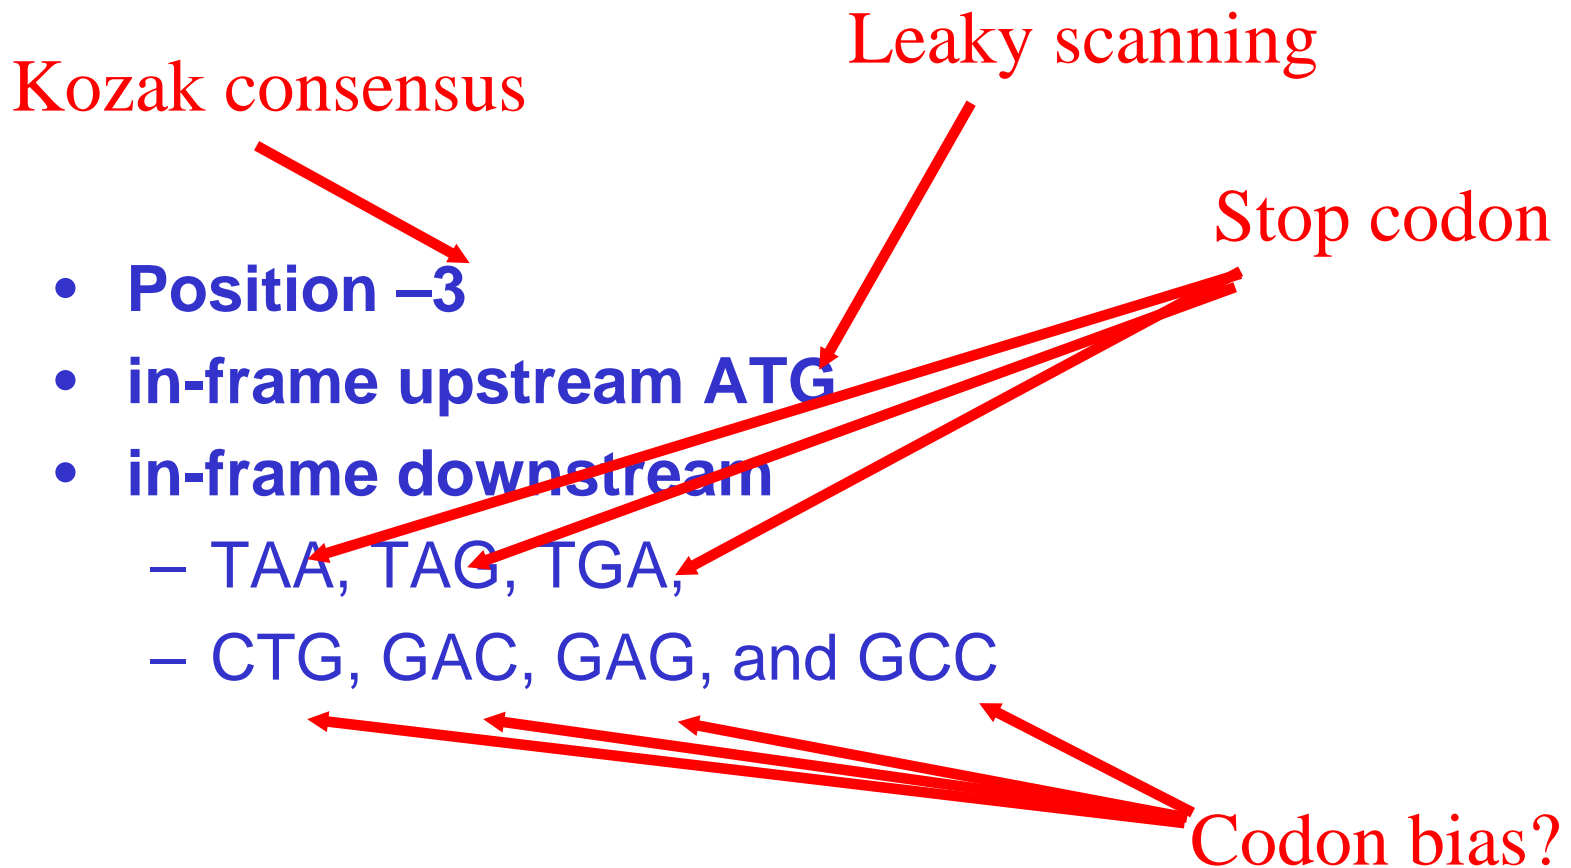 Leaky scanning
Kozak consensus
Stop codon
• Position –3
• in-frame upstream ATG
• in-frame downstream
– TAA, TAG, TGA,
– CTG, GAC, GAG, and GCC
Codon bias?